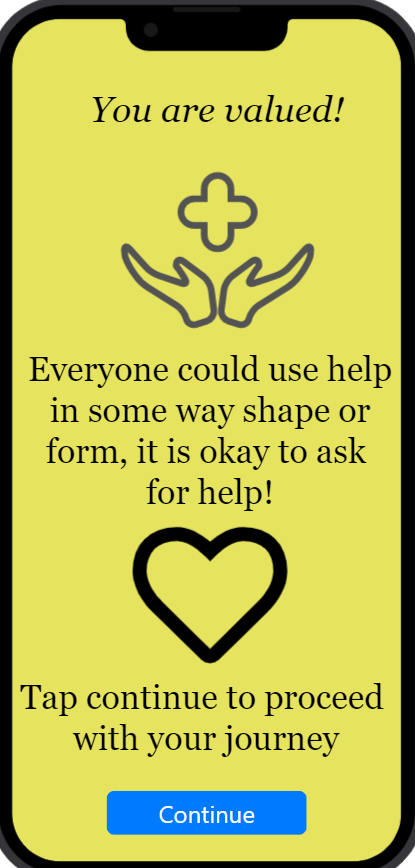 You are valued!
Everyone could use help
in some way shape or
form, it is okay to ask
for help!
Tap continue to proceed
with your journey
Continue